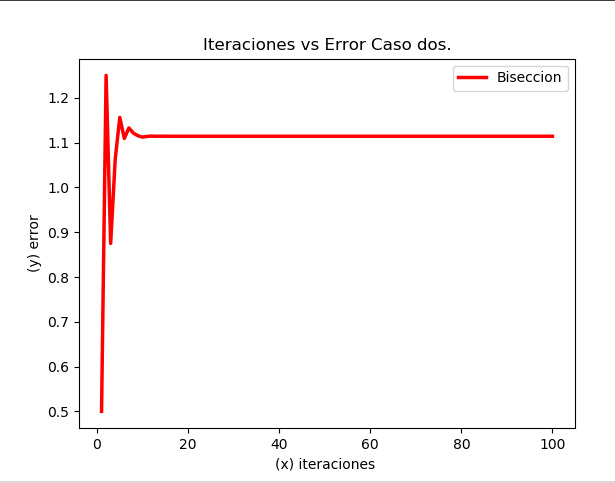 Iteraciones vs Error Caso dos.
Biseccion
1.2
1.1
1.0
0.9
0.8
0.7
0.6
0.5
(y) error
0 20 40 60 80 100
(x) iteraciones